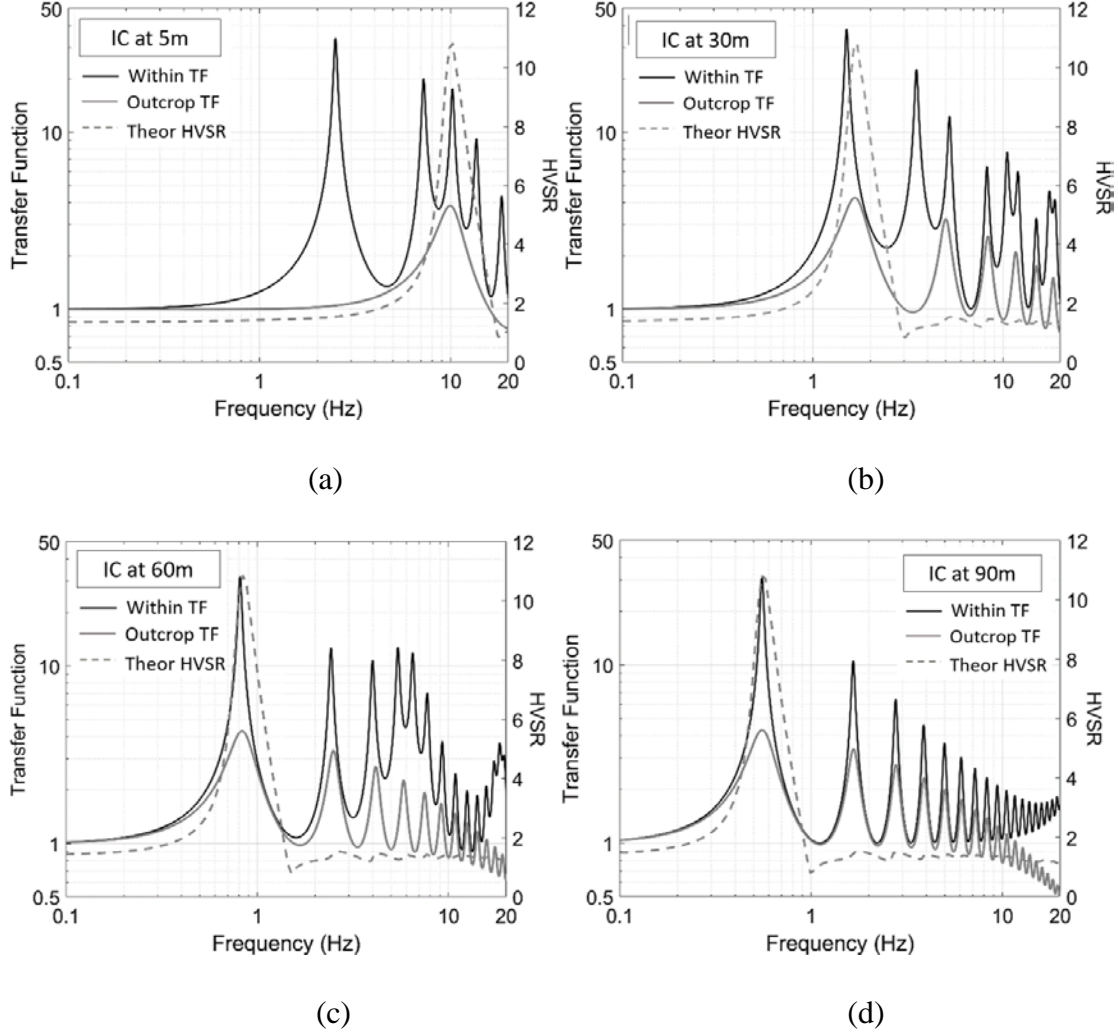 IC at 5m
Within TF
Outcrop TF
Theor HVSR
Transfer Function
50
10
1
0.5
12
10
8
6
4
2
0
HVSR
0.1
1
10
20
Frequency (Hz)
(a)
IC at 30m
Within TF
Outcrop TF
Theor HVSR
Transfer Function
50
10
1
0.5
12
10
8
6
4
2
0
HVSR
0.1
1
10
20
Frequency (Hz)
(b)
IC at 60m
Within TF
Outcrop TF
Theor HVSR
Transfer Function
50
10
1
0.5
12
10
8
6
4
2
0
HVSR
0.1
1
10
20
Frequency (Hz)
(c)
IC at 90m
Within TF
Outcrop TF
Theor HVSR
Transfer Function
50
10
1
0.5
12
10
8
6
4
2
0
HVSR
0.1
1
10
20
Frequency (Hz)
(d)